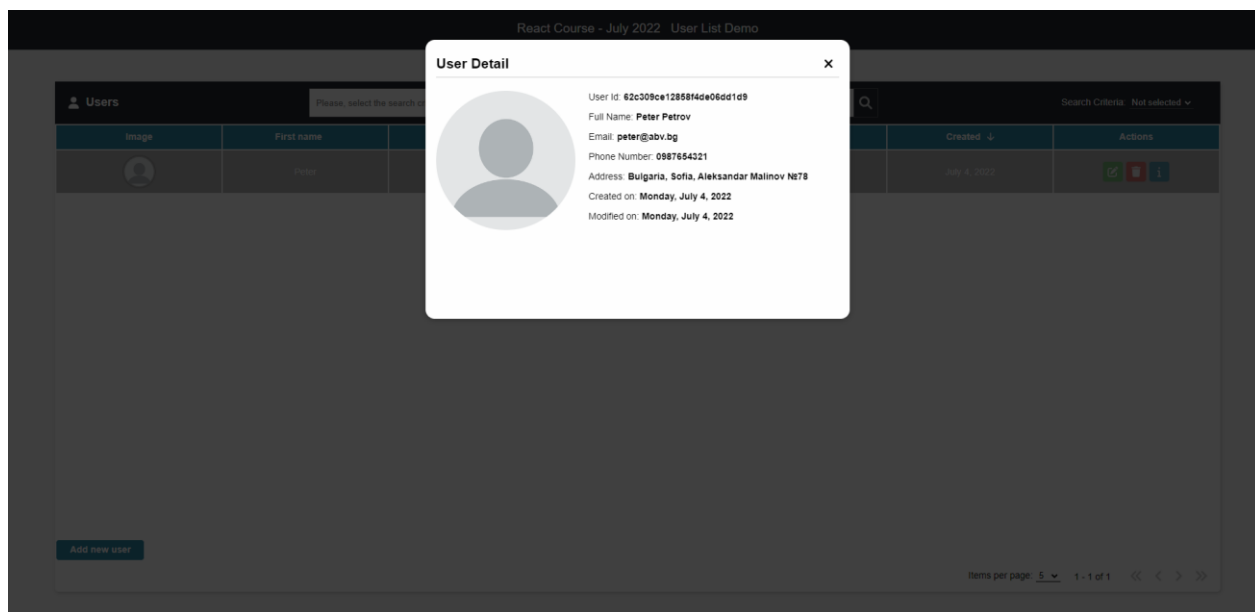 React Course - July 2022 User List Demo
User Detail
User Id: 62c309ce12858f4de06dd1d9
Full Name: Peter Petrov
Email: peter@abv.bg
Phone Number: 0987654321
Address: Bulgaria, Sofia, Aleksandar Malinov №78
Created on: Monday, July 4, 2022
Modified on: Monday, July 4, 2022
Users
Please, select the search
Search Criteria: Not selected
Image First name Created Actions
Peter July 4, 2022
Add new user
Items per page: 5 1 - 1 of 1